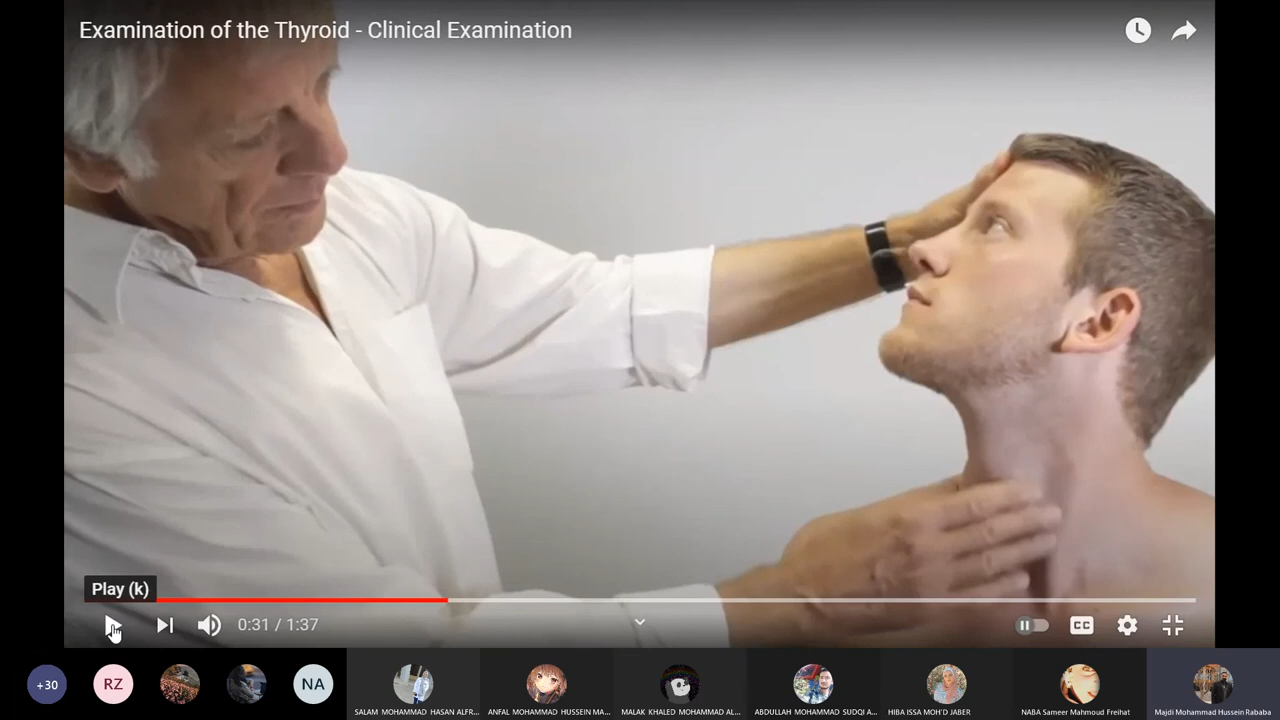 Examination of the Thyroid - Clinical Examination
Play (k)
0:31 / 1:37
CC
+30
RZ
NA
SALAM MOHAMMAD HASAN ALFR...
ANFAL MOHAMMAD HUSSEIN MA...
MALAK KHALED MOHAMMAD AL...
ABDULLAH MOHAMMAD SUDQI A...
HIBA ISSA MOH'D JABER
NABA Sameer Mahmoud Freihat
Majdi Mohammad Hussein Rababa